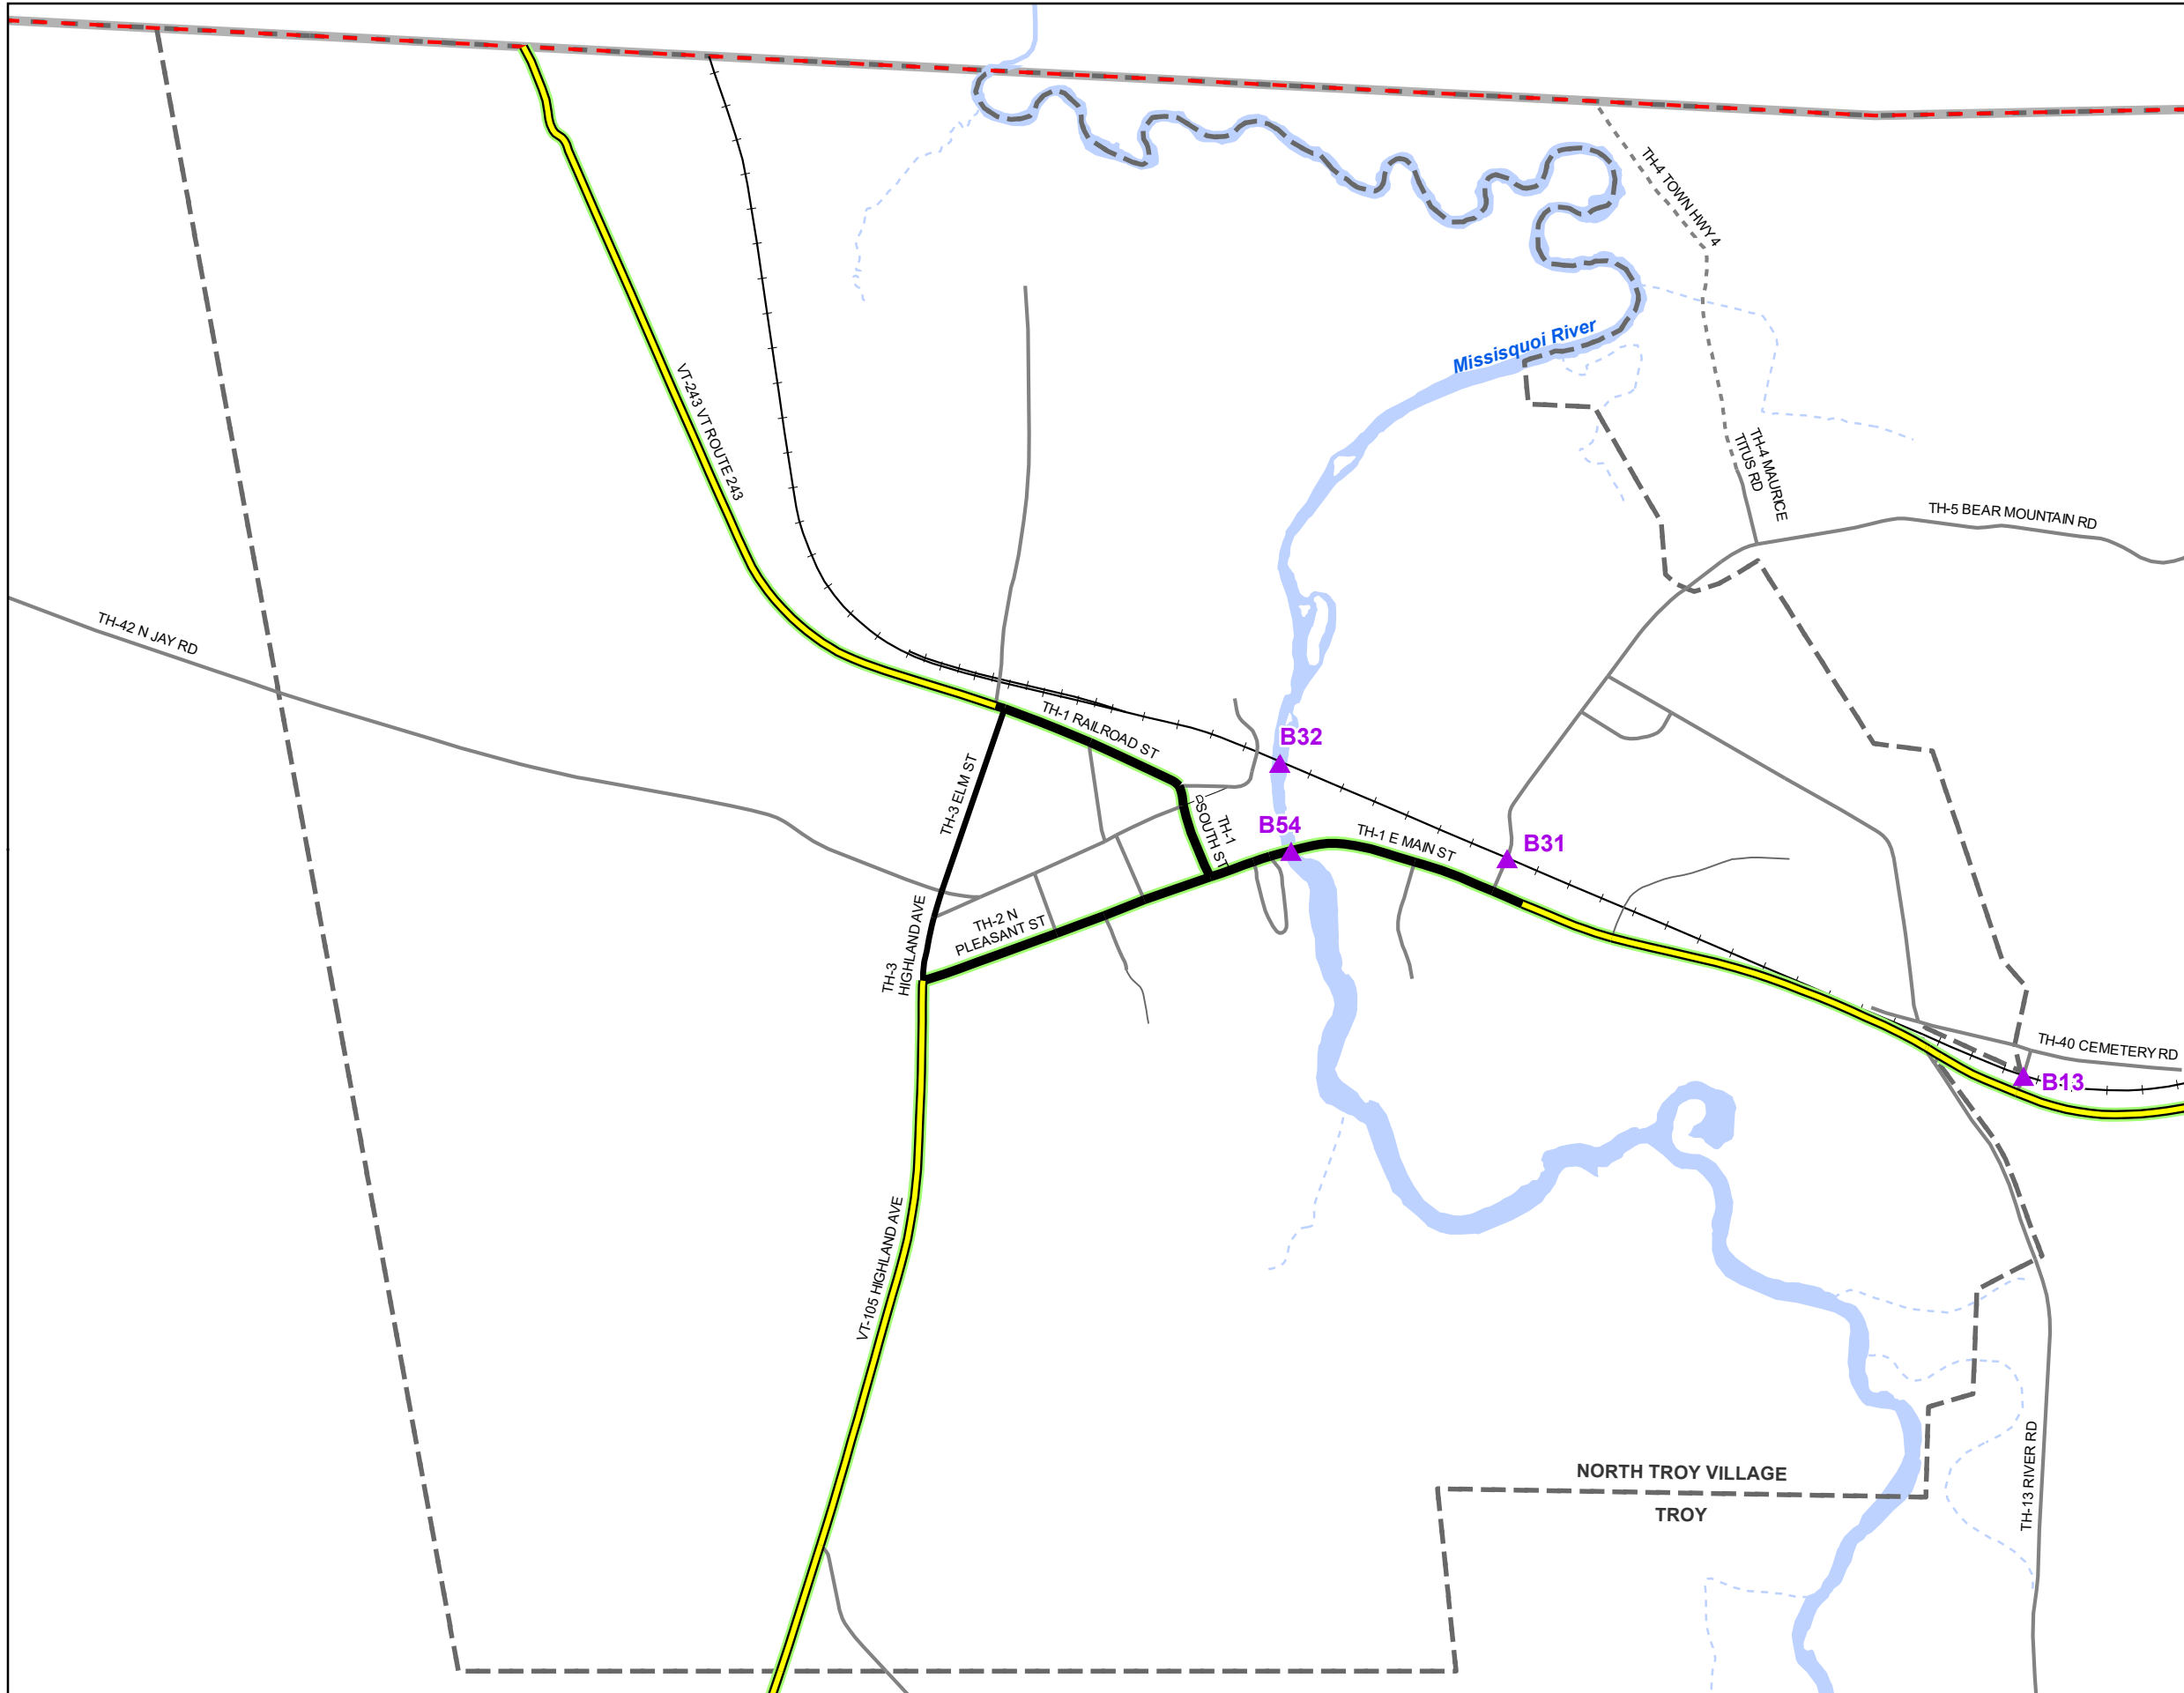 TH-4 TOWN HWY 4
Missisquoi River
VT-243 VT ROUTE 243
TH-4 MAURICE
TITUS RD
TH-5 BEAR MOUNTAIN RD
TH-42 N JAY RD
TH-1 RAILROAD ST
B32
TH-3 ELM ST
TH-1
SOUTH ST
B54
TH-1 E MAIN ST
B31
TH-2 N
PLEASANT ST
TH-3
HIGHLAND AVE
TH-40 CEMETERY RD
B13
VT-105 HIGHLAND AVE
NORTH TROY VILLAGE
TROY
TH-13 RIVER RD